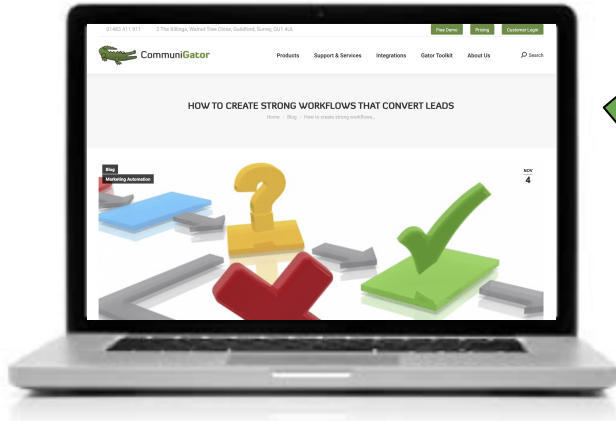 01483 411 911 2 The Billings, Walnut Tree Close, Guildford, Surrey, GU1 4UL Free Demo Pricing Customer Login
CommuniGator Products Support & Services Integrations Gator Toolkit About Us Search
HOW TO CREATE STRONG WORKFLOWS THAT CONVERT LEADS
Home / Blog / How to create strong workflows...
Blog
Marketing Automation
NOV
4